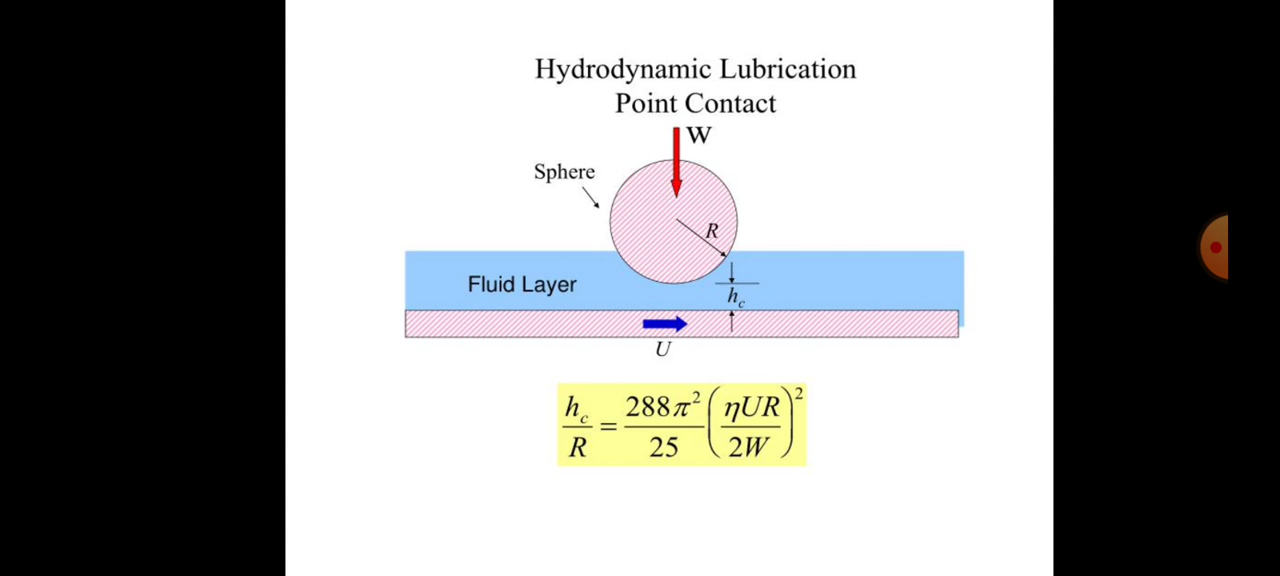 Hydrodynamic Lubrication
Point Contact
W
Sphere
R
Fluid Layer
h_c
U
h_c/R = 288π²/25 (ηUR/2W)²